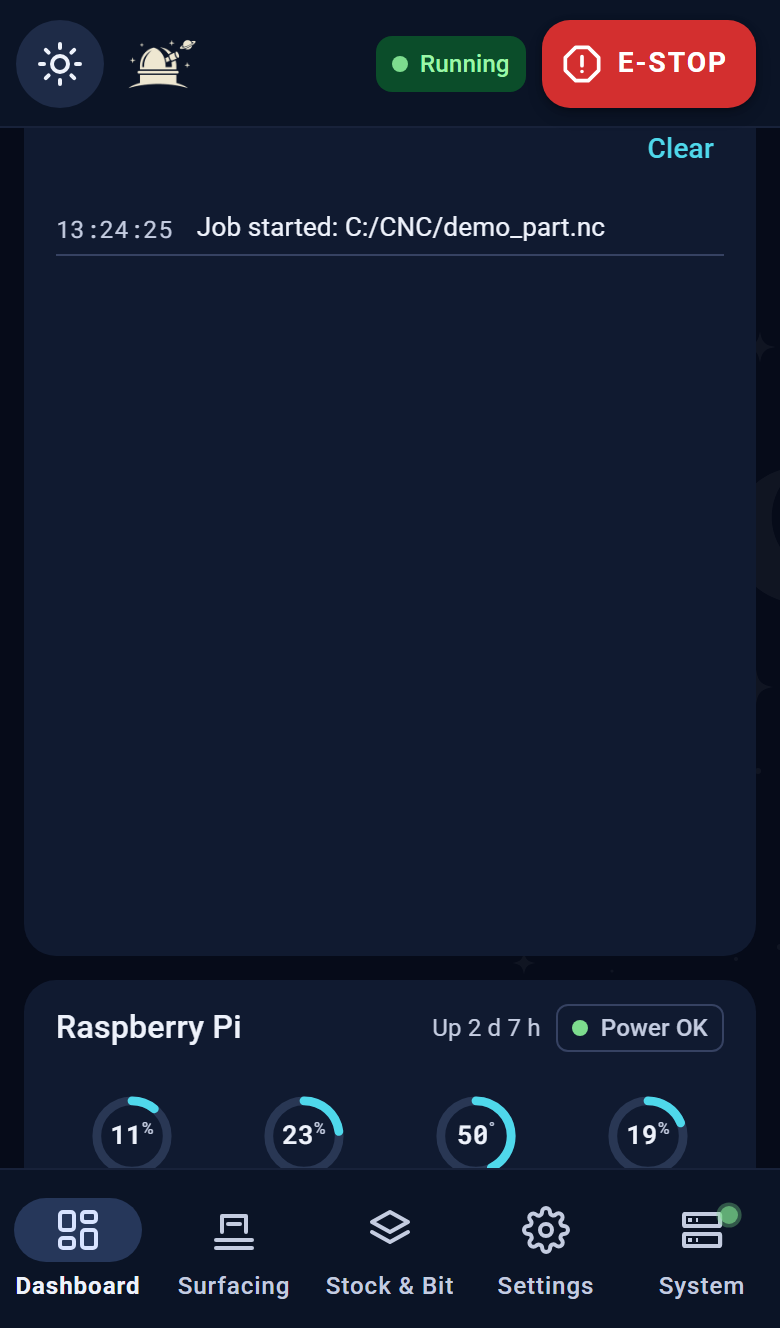 Running
E-STOP
Clear
13:24:25 Job started: C:/CNC/demo_part.nc
Raspberry Pi Up 2 d 7 h Power OK
11% 23% 50° 19%
Dashboard Surfacing Stock & Bit Settings System